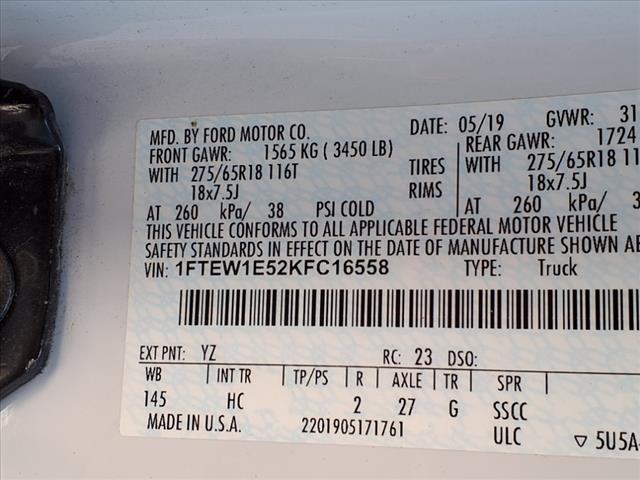 MFD. BY FORD MOTOR CO. DATE: 05/19 GVWR: 31
FRONT GAWR: 1565 KG ( 3450 LB) REAR GAWR: 1724
WITH 275/65R18 116T TIRES WITH 275/65R18
18x7.5J RIMS 18x7.5J
AT 260 kPa/ 38 PSI COLD AT 260 kPa/ 3
THIS VEHICLE CONFORMS TO ALL APPLICABLE FEDERAL MOTOR VEHICLE
SAFETY STANDARDS IN EFFECT ON THE DATE OF MANUFACTURE SHOWN AB
VIN: 1FTEW1E52KFC16558 TYPE: Truck
EXT PNT: YZ RC: 23 DSO:
WB INT TR TP/PS R AXLE TR SPR
145 HC 2 27 G SSCC
MADE IN U.S.A. 2201905171761 ULC ▽ 5U5A-